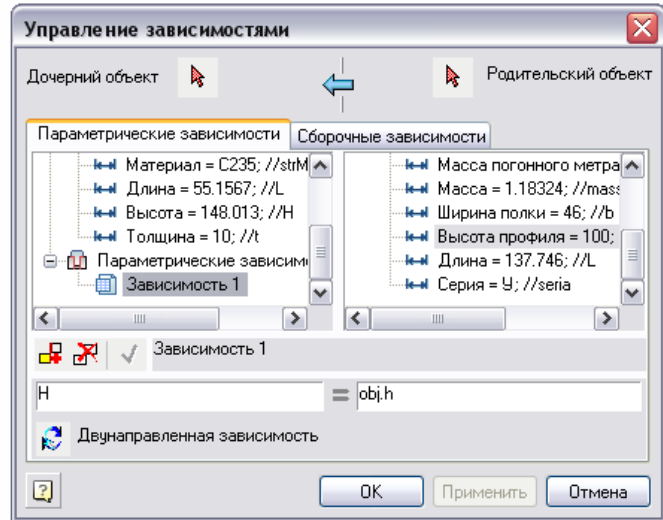 Управление зависимостями
Дочерний объект
Родительский объект
Параметрические зависимости
Сборочные зависимости
Материал = C235; //strM
Длина = 55.1567; //L
Высота = 148.013; //H
Толщина = 10; //t
Параметрические зависим
Зависимость 1
Масса погонного метра
Масса = 1.18324; //mass
Ширина полки = 46; //b
Высота профиля = 100;
Длина = 137.746; //L
Серия = У; //seria
Зависимость 1
H = obj.h
Двунаправленная зависимость
OK
Применить
Отмена